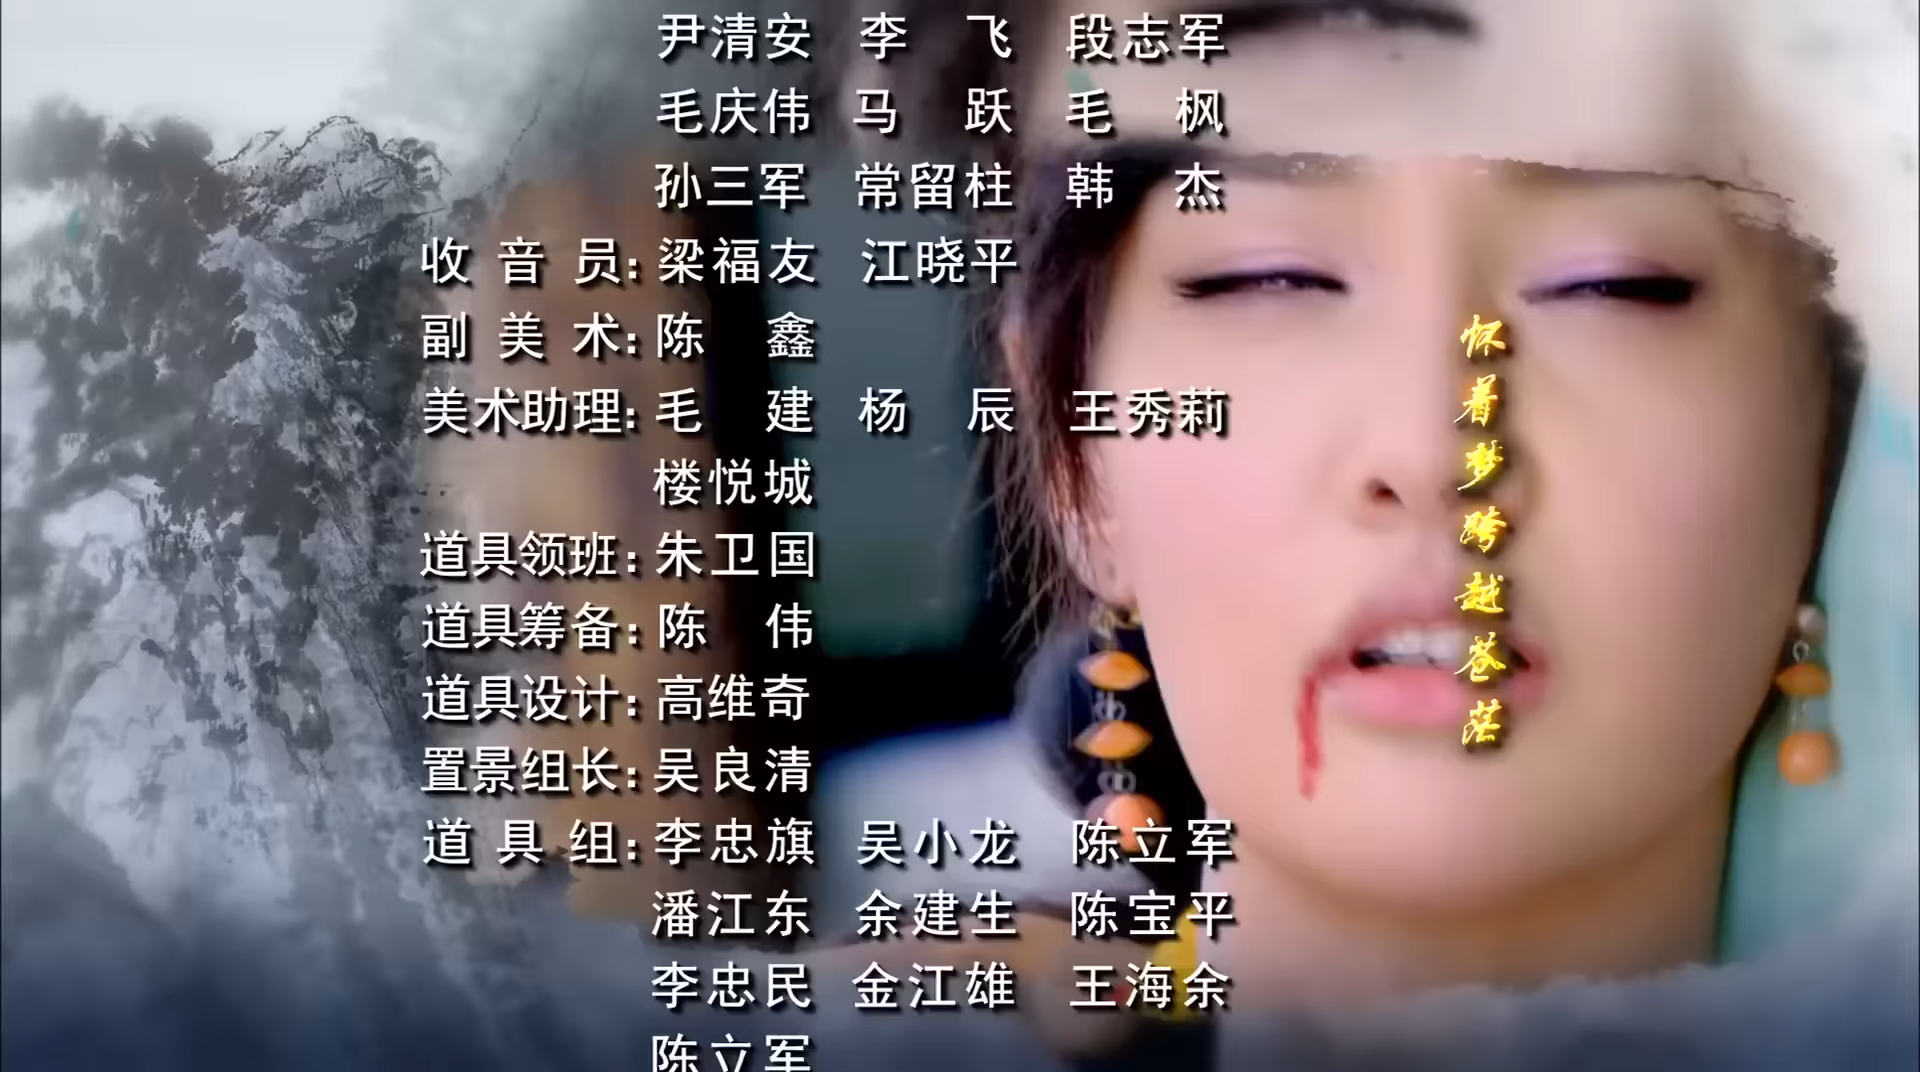 尹清安 李 飞 段志军
毛庆伟 马 跃 毛 枫
孙三军 常留柱 韩 杰
收 音 员:梁福友 江晓平
副 美 术:陈 鑫
美术助理:毛 建 杨 辰 王秀莉
楼悦城
道具领班:朱卫国
道具筹备:陈 伟
道具设计:高维奇
置景组长:吴良清
道 具 组:李忠旗 吴小龙 陈立军
潘江东 余建生 陈宝平
李忠民 金江雄 王海余
陈立军
怀着梦跨越苍茫